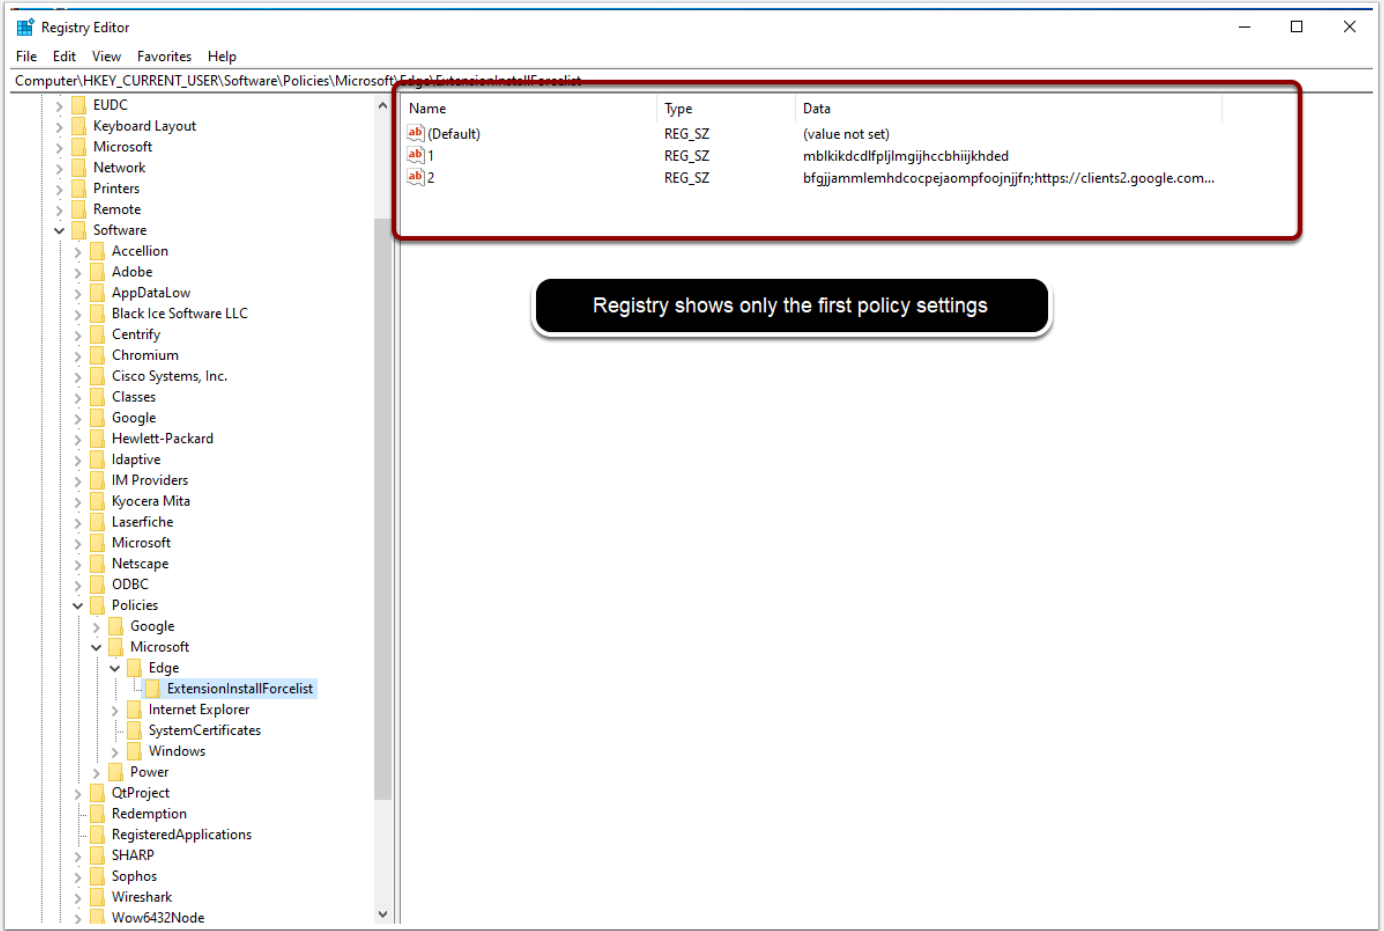 Registry Editor
File Edit View Favorites Help
Computer\HKEY_CURRENT_USER\Software\Policies\Microsoft\Edge\ExtensionInstallForcelist
EUDC
Keyboard Layout
Microsoft
Network
Printers
Remote
Software
Accellion
Adobe
AppDataLow
Black Ice Software LLC
Centrify
Chromium
Cisco Systems, Inc.
Classes
Google
Hewlett-Packard
Idaptive
IM Providers
Kyocera Mita
Laserfiche
Microsoft
Netscape
ODBC
Policies
Google
Microsoft
Edge
ExtensionInstallForcelist
Internet Explorer
SystemCertificates
Windows
Power
QtProject
Redemption
RegisteredApplications
SHARP
Sophos
Wireshark
Wow6432Node
Name Type Data
ab (Default) REG_SZ (value not set)
ab 1 REG_SZ mblkikdcdlfpljlmgijhccbhiijkhded
ab 2 REG_SZ bfgjjammlemhdcocpejaompfoojnjjfn;https://clients2.google.com...
Registry shows only the first policy settings